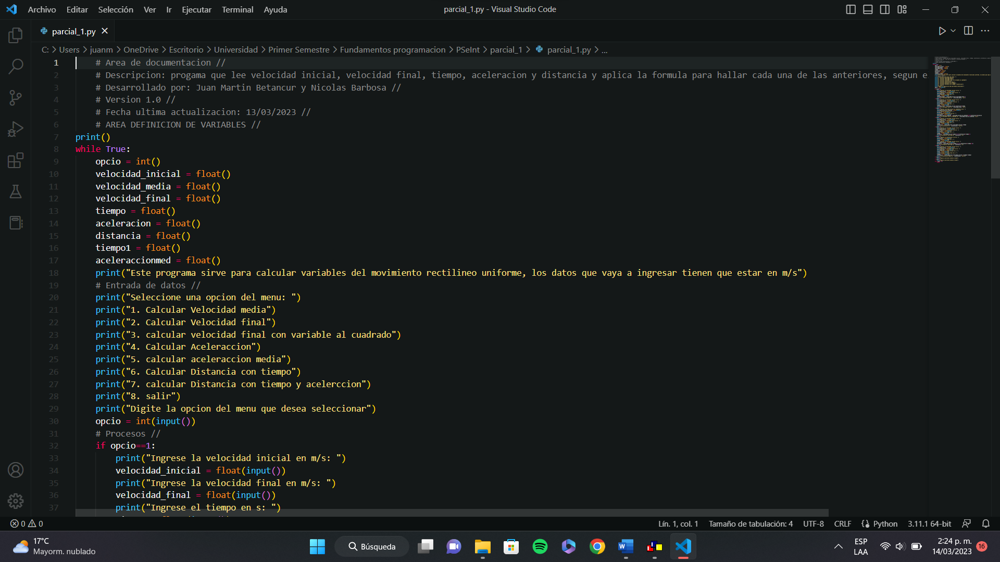 Archivo Editar Selección Ver Ir Ejecutar Terminal Ayuda parcial_1.py - Visual Studio Code
parcial_1.py
C: > Users > juanm > OneDrive > Escritorio > Universidad > Primer Semestre > Fundamentos programacion > PSeInt > parcial_1 > parcial_1.py > ...
1 # Area de documentacion //
2 # Descripcion: progama que lee velocidad inicial, velocidad final, tiempo, aceleracion y distancia y aplica la formula para hallar cada una de las anteriores, segun e
3 # Desarrollado por: Juan Martin Betancur y Nicolas Barbosa //
4 # Version 1.0 //
5 # Fecha ultima actualizacion: 13/03/2023 //
6 # AREA DEFINICION DE VARIABLES //
7 print()
8 while True:
9 opcio = int()
10 velocidad_inicial = float()
11 velocidad_media = float()
12 velocidad_final = float()
13 tiempo = float()
14 aceleracion = float()
15 distancia = float()
16 tiempo1 = float()
17 aceleraccionmed = float()
18 print("Este programa sirve para calcular variables del movimiento rectilineo uniforme, los datos que vaya a ingresar tienen que estar en m/s")
19 # Entrada de datos //
20 print("Seleccione una opcion del menu: ")
21 print("1. Calcular Velocidad media")
22 print("2. Calcular Velocidad final")
23 print("3. calcular velocidad final con variable al cuadrado")
24 print("4. Calcular Aceleraccion")
25 print("5. calcular aceleraccion media")
26 print("6. Calcular Distancia con tiempo")
27 print("7. calcular Distancia con tiempo y acelerccion")
28 print("8. salir")
29 print("Digite la opcion del menu que desea seleccionar")
30 opcio = int(input())
31 # Procesos //
32 if opcio==1:
33 print("Ingrese la velocidad inicial en m/s: ")
34 velocidad_inicial = float(input())
35 print("Ingrese la velocidad final en m/s: ")
36 velocidad_final = float(input())
37 print("Ingrese el tiempo en s: ")
0 0 Lín. 1, col. 1 Tamaño de tabulación: 4 UTF-8 CRLF Python 3.11.1 64-bit
17°C
Mayorm. nublado
Búsqueda
ESP
LAA
2:24 p. m.
14/03/2023
16